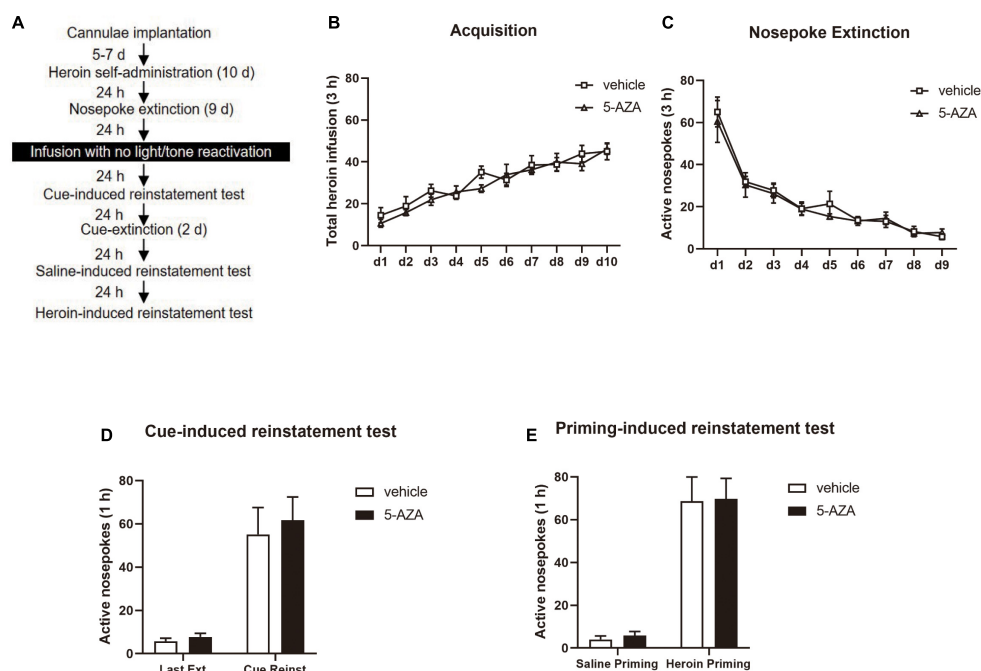 A
Cannulae implantation
5-7 d
Heroin self-administration (10 d)
24 h
Nosepoke extinction (9 d)
24 h
Infusion with no light/tone reactivation
24 h
Cue-induced reinstatement test
24 h
Cue-extinction (2 d)
24 h
Saline-induced reinstatement test
24 h
Heroin-induced reinstatement test
B
Acquisition
Total heroin infusion (3 h)
80
60
40
20
0
d1 d2 d3 d4 d5 d6 d7 d8 d9 d10
vehicle
5-AZA
C
Nosepoke Extinction
Active nosepokes (3 h)
80
60
40
20
0
d1 d2 d3 d4 d5 d6 d7 d8 d9
vehicle
5-AZA
D
Cue-induced reinstatement test
Active nosepokes (1 h)
80
60
40
20
0
Last Ext Cue Reinst
vehicle
5-AZA
E
Priming-induced reinstatement test
Active nosepokes (1 h)
80
60
40
20
0
Saline Priming Heroin Priming
vehicle
5-AZA